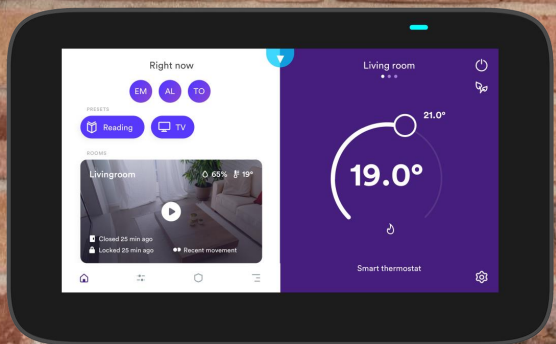 Right now
EM AL TO
PRESETS
Reading TV
ROOMS
Livingroom 65% 19°
Closed 25 min ago
Locked 25 min ago Recent movement
Living room
21.0°
19.0°
Smart thermostat